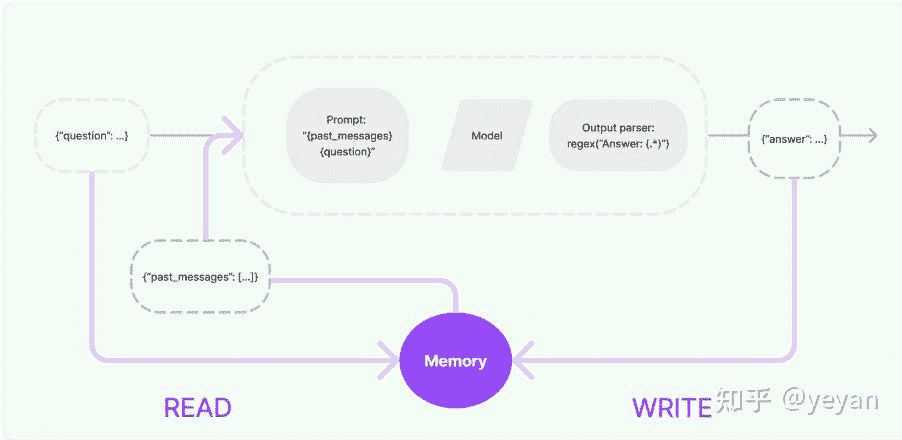 {"question": ...}
Prompt:
"{past_messages}
{question}"
Model
Output parser:
regex("Answer: (.*)")
{"answer": ...}
{"past_messages": [...]}
Memory
READ
WRITE
知乎 @yeyan